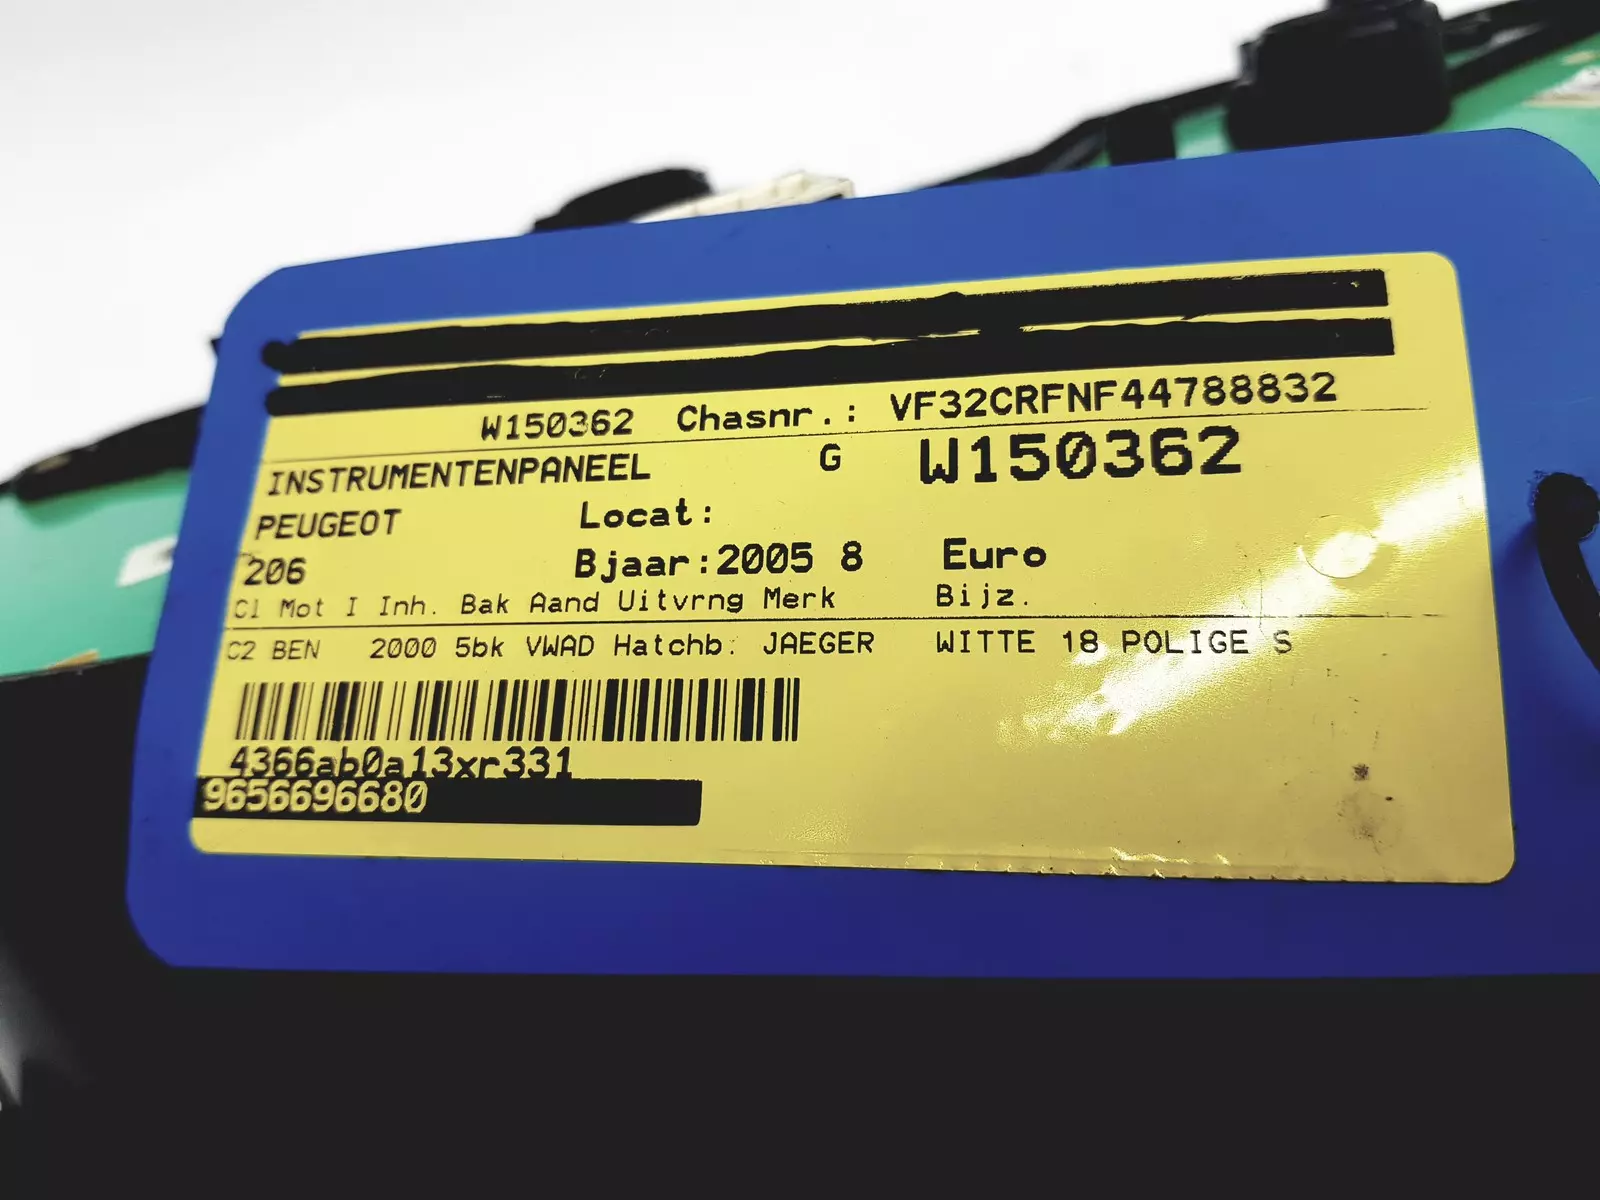 W150362 Chasnr.: VF32CRFNF44788832
INSTRUMENTENPANEEL G W150362
PEUGEOT Locat:
206 Bjaar:2005 8 Euro
Cl Mot I Inh. Bak Aand Uitvrng Merk Bijz.
C2 BEN 2000 5bk VWAD Hatchb. JAEGER WITTE 18 POLIGE S
4366ab0a13xr331
9656696680